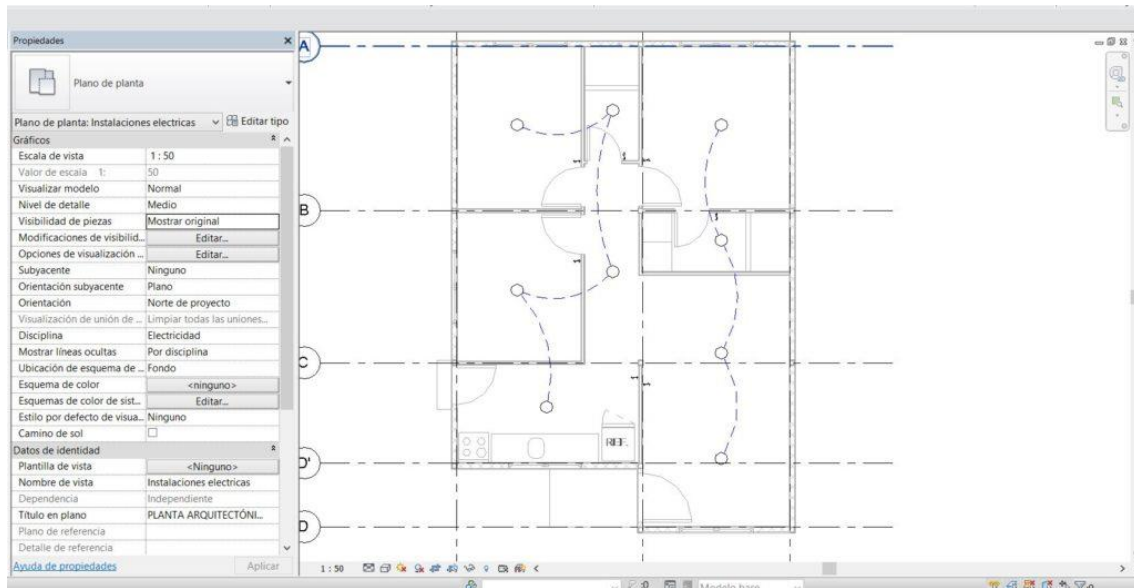 Propiedades
Plano de planta
Plano de planta: Instalaciones electricas
Editar tipo
Gráficos
Escala de vista 1 : 50
Valor de escala 1: 50
Visualizar modelo Normal
Nivel de detalle Medio
Visibilidad de piezas Mostrar original
Modificaciones de visibilid... Editar...
Opciones de visualización ... Editar...
Subyacente Ninguno
Orientación subyacente Plano
Orientación Norte de proyecto
Visualización de unión de ... Limpiar todas las uniones...
Disciplina Electricidad
Mostrar líneas ocultas Por disciplina
Ubicación de esquema de ... Fondo
Esquema de color <ninguno>
Esquemas de color de sist... Editar...
Estilo por defecto de visua... Ninguno
Camino de sol
Datos de identidad
Plantilla de vista <Ninguno>
Nombre de vista Instalaciones electricas
Dependencia Independiente
Título en plano PLANTA ARQUITECTÓNI...
Plano de referencia
Detalle de referencia
Ayuda de propiedades Aplicar
A
B
C
D'
D
REF.
1 : 50
:0
Modelo base